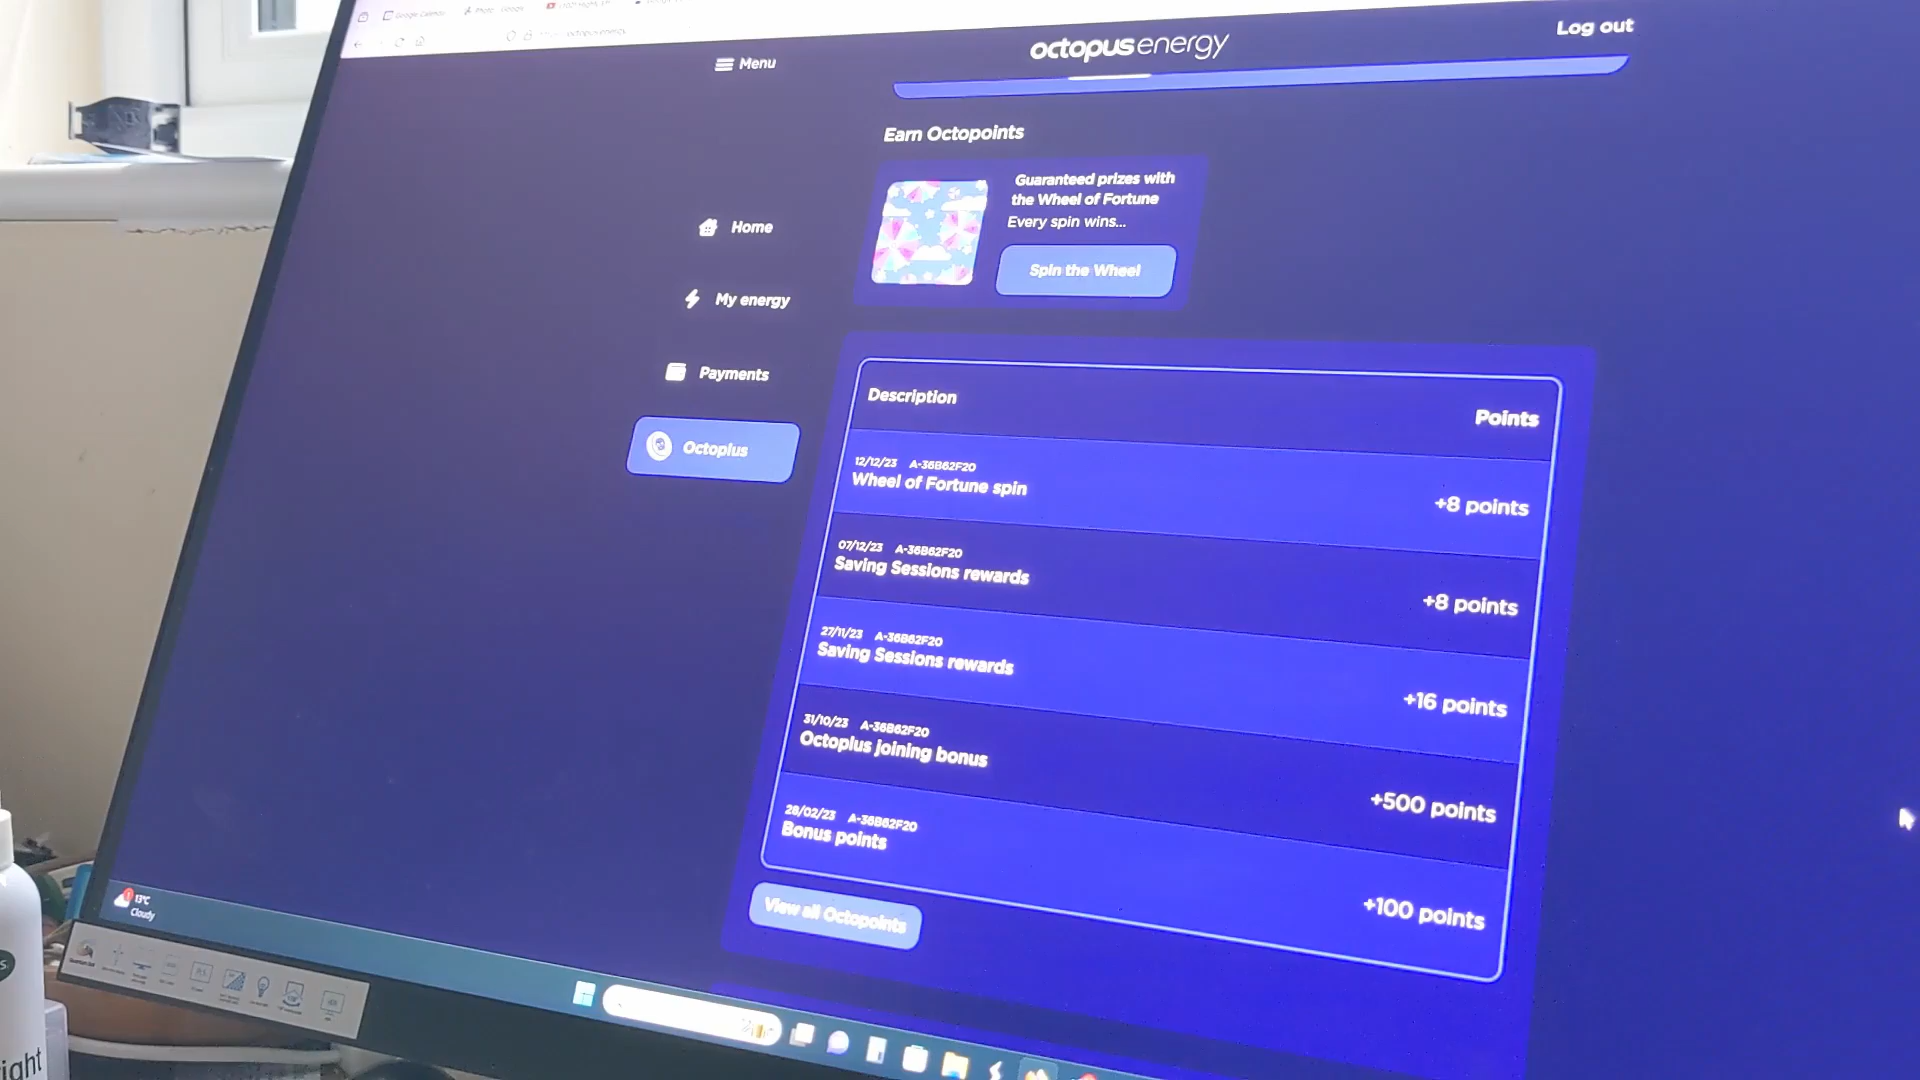 octopusenergy
Log out
Menu
Earn Octopoints
Guaranteed prizes with
the Wheel of Fortune
Every spin wins...
Spin the Wheel
Home
My energy
Payments
Octoplus
Description
Points
12/12/23 A-36B62F20
Wheel of Fortune spin
+8 points
07/12/23 A-36B62F20
Saving Sessions rewards
+8 points
27/11/23 A-36B62F20
Saving Sessions rewards
+16 points
31/10/23 A-36B62F20
Octoplus joining bonus
+500 points
28/02/23 A-36B62F20
Bonus points
+100 points
View all Octopoints
13°C
Cloudy